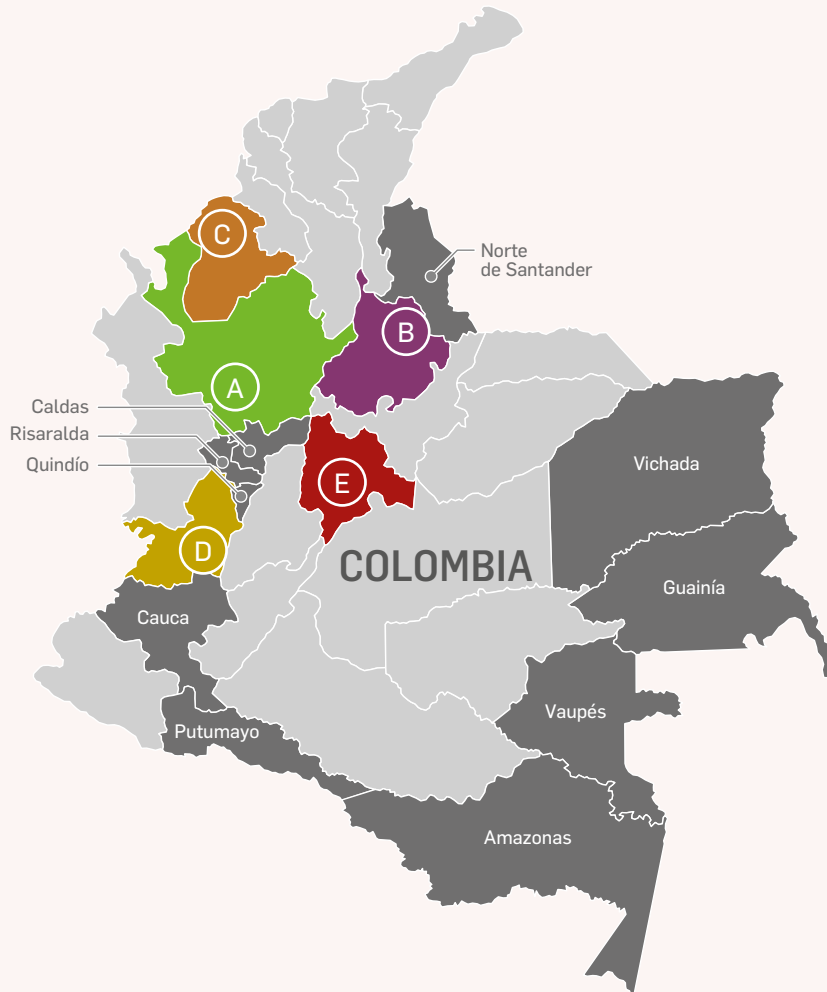 C
Norte
de Santander
B
A
Caldas
Risaralda
Quindío
E
Vichada
D
COLOMBIA
Guainía
Cauca
Vaupés
Putumayo
Amazonas